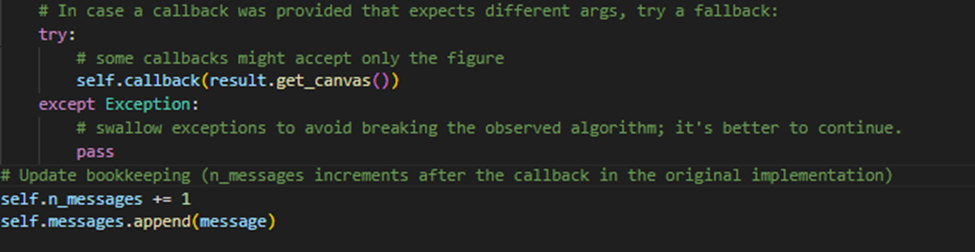 # In case a callback was provided that expects different args, try a fallback:
try:
# some callbacks might accept only the figure
self.callback(result.get_canvas())
except Exception:
# swallow exceptions to avoid breaking the observed algorithm; it's better to continue.
pass
# Update bookkeeping (n_messages increments after the callback in the original implementation)
self.n_messages += 1
self.messages.append(message)